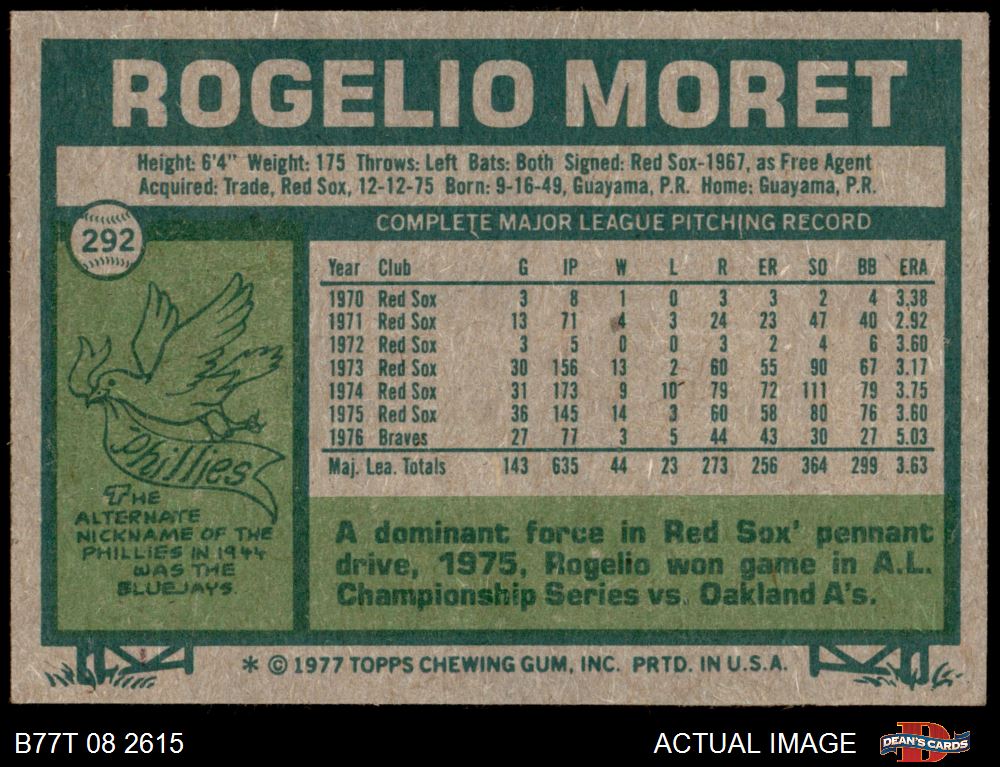 ROGELIO MORET
Height: 6'4" Weight: 175 Throws: Left Bats: Both Signed: Red Sox-1967, as Free Agent
Acquired: Trade, Red Sox, 12-12-75 Born: 9-16-49, Guayama, P.R. Home: Guayama, P.R.
292
COMPLETE MAJOR LEAGUE PITCHING RECORD
Year Club G IP W L R ER SO BB ERA
1970 Red Sox 3 8 1 0 3 3 2 4 3.38
1971 Red Sox 13 71 4 3 24 23 47 40 2.92
1972 Red Sox 3 5 0 0 3 2 4 6 3.60
1973 Red Sox 30 156 13 2 60 55 90 67 3.17
1974 Red Sox 31 173 9 10 79 72 111 79 3.75
1975 Red Sox 36 145 14 3 60 58 80 76 3.60
1976 Braves 27 77 3 5 44 43 30 27 5.03
Maj. Lea. Totals 143 635 44 23 273 256 364 299 3.63
Phillies
THE
ALTERNATE
NICKNAME OF THE
PHILLIES IN 1944
WAS THE
BLUEJAYS.
A dominant force in Red Sox' pennant
drive, 1975, Rogelio won game in A.L.
Championship Series vs. Oakland A's.
* © 1977 TOPPS CHEWING GUM, INC. PRTD. IN U.S.A.
B77T 08 2615
ACTUAL IMAGE
D
DEAN'S CARDS